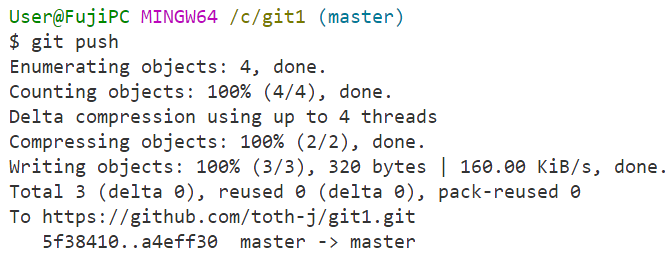 User@FujiPC MINGW64 /c/git1 (master)
$ git push
Enumerating objects: 4, done.
Counting objects: 100% (4/4), done.
Delta compression using up to 4 threads
Compressing objects: 100% (2/2), done.
Writing objects: 100% (3/3), 320 bytes | 160.00 KiB/s, done.
Total 3 (delta 0), reused 0 (delta 0), pack-reused 0
To https://github.com/toth-j/git1.git
   5f38410..a4eff30  master -> master